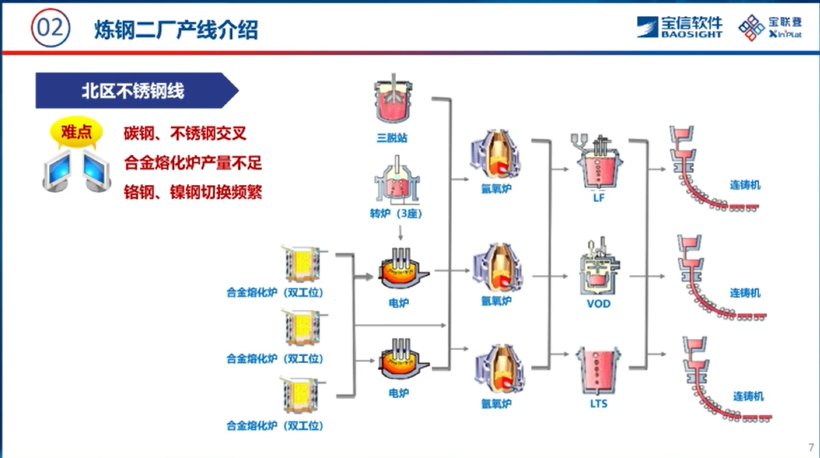 02
炼钢二厂产线介绍
宝信软件
BAOSIGHT
宝联登
Xin³Plat
北区不锈钢线
难点
碳钢、不锈钢交叉
合金熔化炉产量不足
铬钢、镍钢切换频繁
三脱站
转炉（3座）
合金熔化炉（双工位）
电炉
合金熔化炉（双工位）
电炉
合金熔化炉（双工位）
氩氧炉
氩氧炉
氩氧炉
LF
VOD
LTS
连铸机
连铸机
连铸机
7